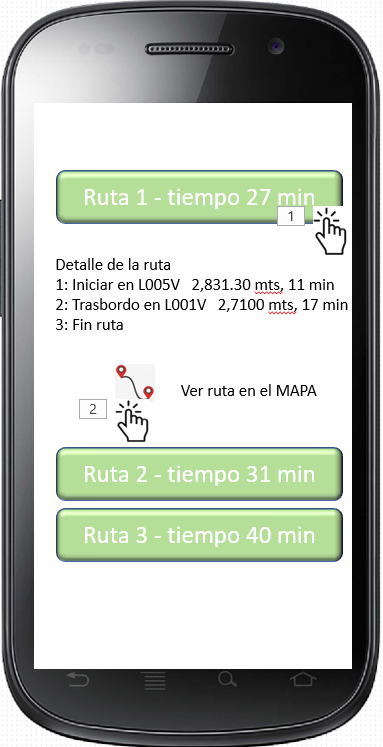 Ruta 1 - tiempo 27 min
1
Detalle de la ruta
1: Iniciar en L005V 2,831.30 mts, 11 min
2: Trasbordo en L001V 2,7100 mts, 17 min
3: Fin ruta
Ver ruta en el MAPA
2
Ruta 2 - tiempo 31 min
Ruta 3 - tiempo 40 min